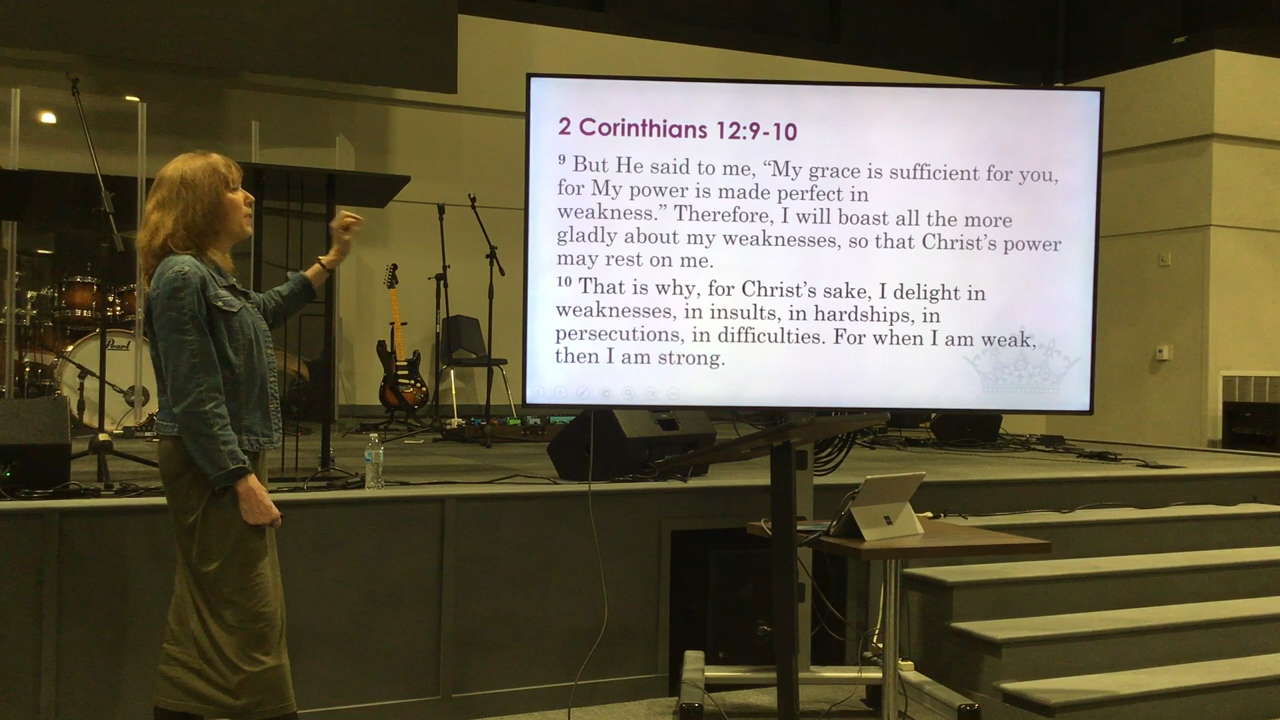 2 Corinthians 12:9-10
⁹ But He said to me, “My grace is sufficient for you,
for My power is made perfect in
weakness.” Therefore, I will boast all the more
gladly about my weaknesses, so that Christ’s power
may rest on me.
¹⁰ That is why, for Christ’s sake, I delight in
weaknesses, in insults, in hardships, in
persecutions, in difficulties. For when I am weak,
then I am strong.
Pearl